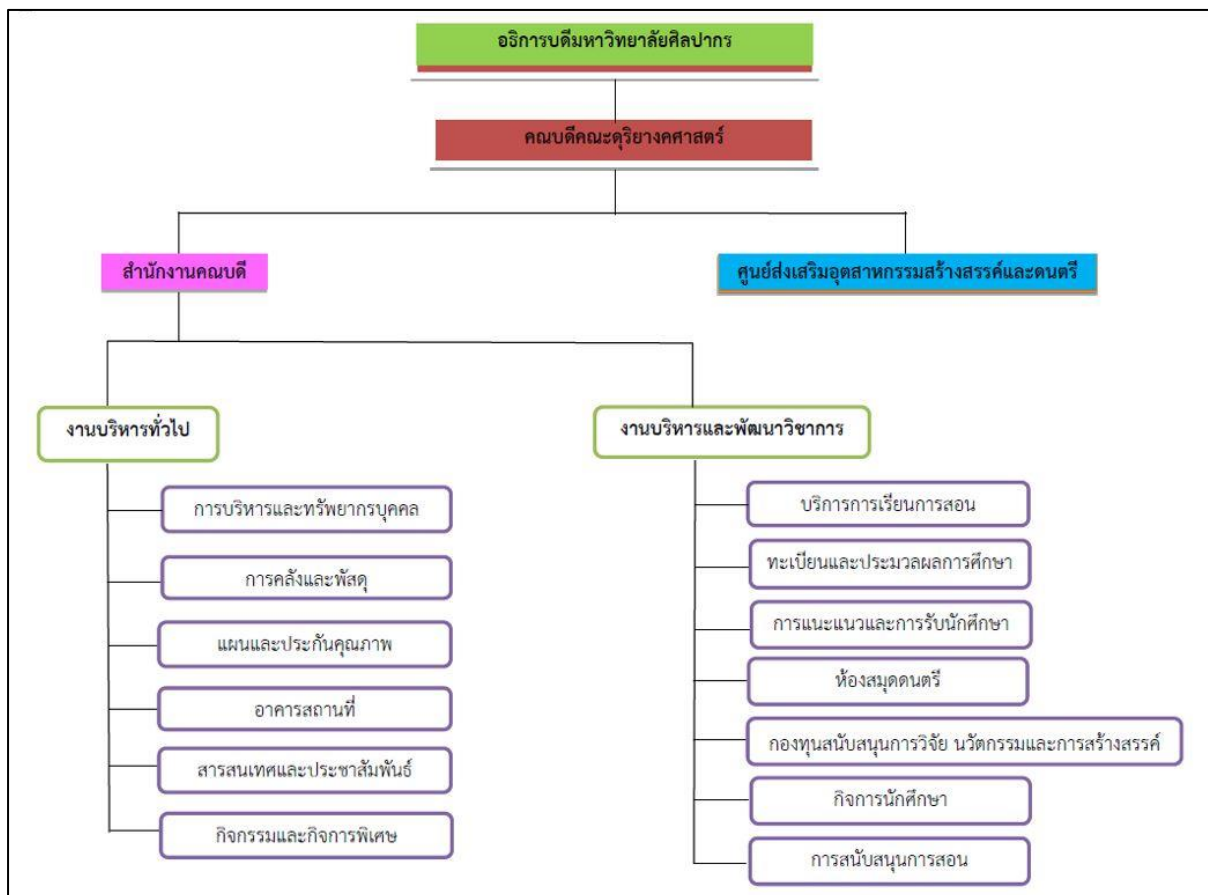 อธิการบดีมหาวิทยาลัยศิลปากร
คณบดีคณะดุริยางคศาสตร์
สำนักงานคณบดี
ศูนย์ส่งเสริมอุตสาหกรรมสร้างสรรค์และดนตรี
งานบริหารทั่วไป
การบริหารและทรัพยากรบุคคล
การคลังและพัสดุ
แผนและประกันคุณภาพ
อาคารสถานที่
สารสนเทศและประชาสัมพันธ์
กิจกรรมและกิจการพิเศษ
งานบริหารและพัฒนาวิชาการ
บริการการเรียนการสอน
ทะเบียนและประมวลผลการศึกษา
การแนะแนวและการรับนักศึกษา
ห้องสมุดดนตรี
กองทุนสนับสนุนการวิจัย นวัตกรรมและการสร้างสรรค์
กิจการนักศึกษา
การสนับสนุนการสอน